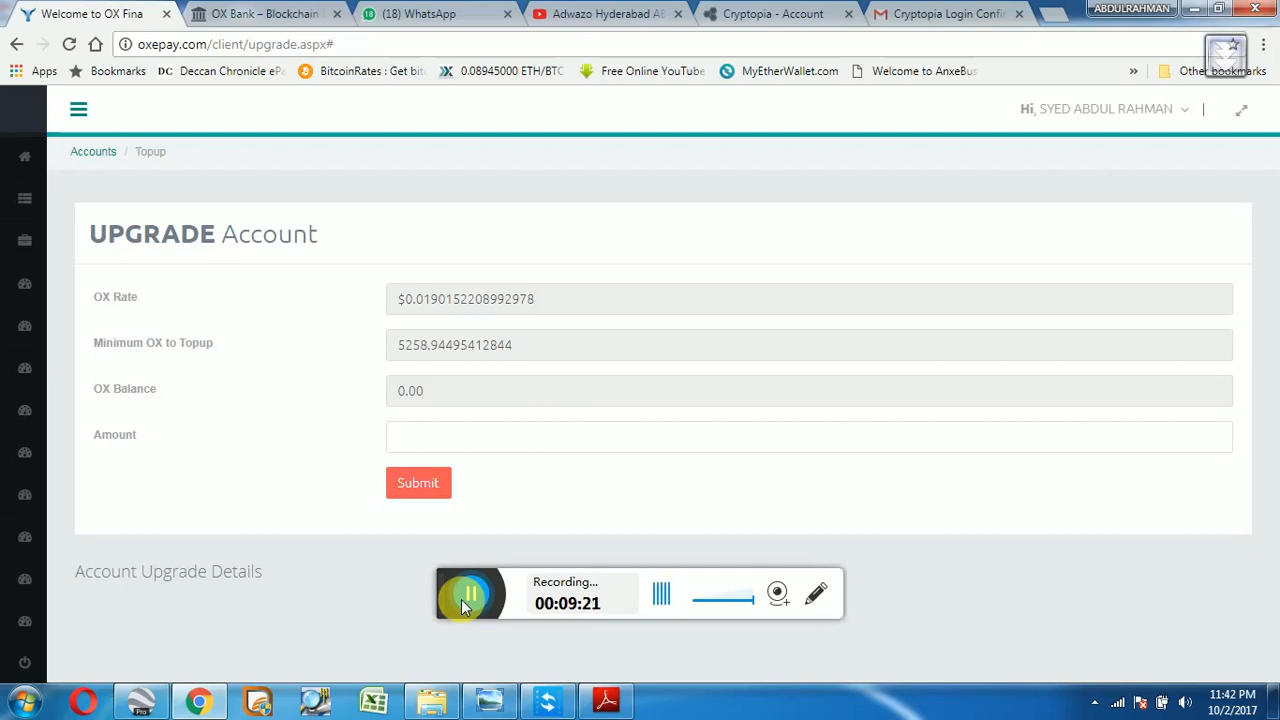 Welcome to OX Fina
OX Bank – Blockchain
(18) WhatsApp
Adwazo Hyderabad AB
Cryptopia - Account
Cryptopia Login Confi
ABDULRAHMAN
oxepay.com/client/upgrade.aspx#
Apps
Bookmarks
DC Deccan Chronicle ePa
BitcoinRates : Get bit
0.08945000 ETH/BTC
Free Online YouTube
MyEtherWallet.com
Welcome to AnxeBus
»
Other bookmarks
Hi, SYED ABDUL RAHMAN
Accounts / Topup
UPGRADE Account
OX Rate
$0.0190152208992978
Minimum OX to Topup
5258.94495412844
OX Balance
0.00
Amount
Submit
Account Upgrade Details
Recording...
00:09:21
Pro
11:42 PM
10/2/2017